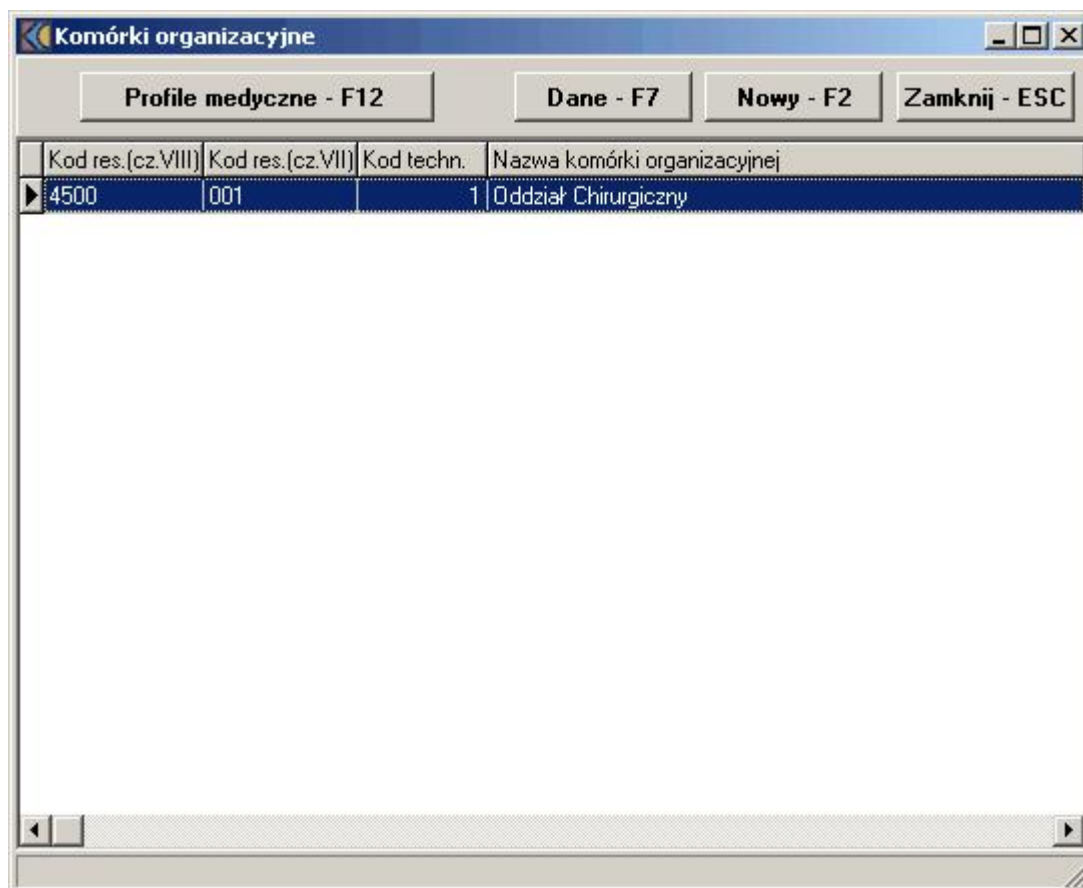 Komórki organizacyjne
Profile medyczne - F12 Dane - F7 Nowy - F2 Zamknij - ESC
Kod res.(cz.VIII) Kod res.(cz.VII) Kod techn. Nazwa komórki organizacyjnej
4500 001 1 Oddział Chirurgiczny